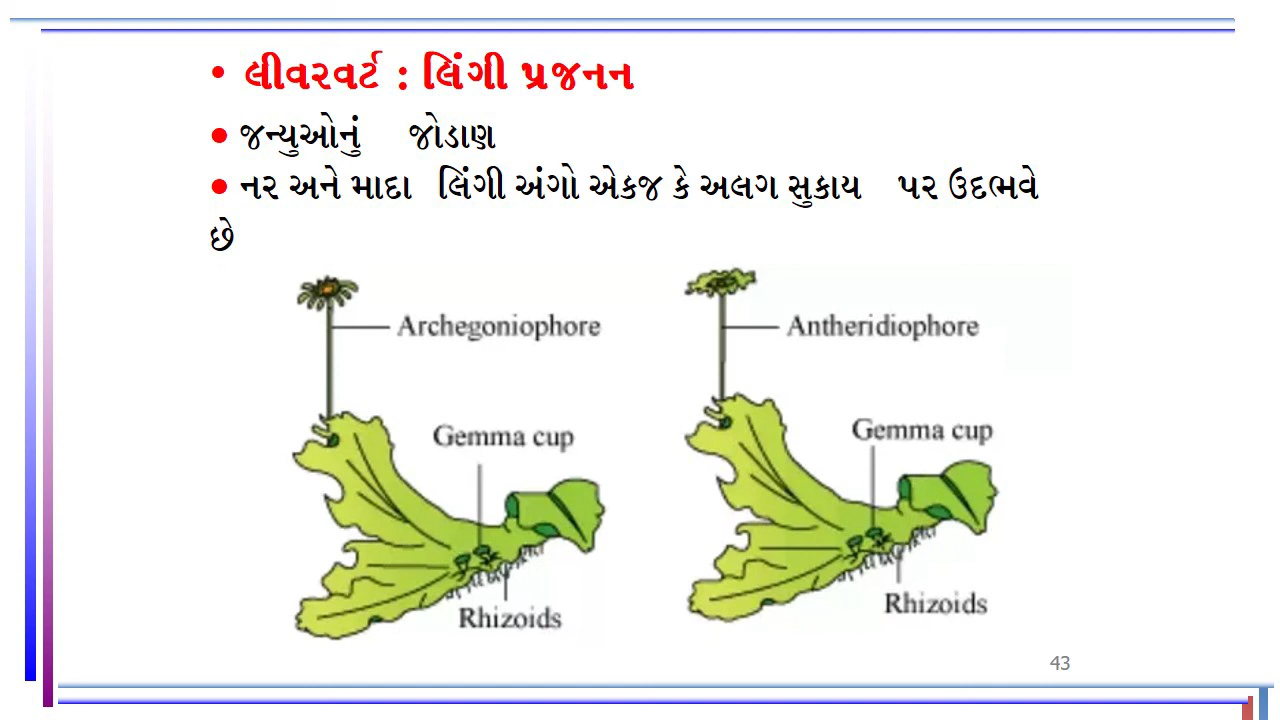 • લીવરવર્ટ : લિંગી પ્રજનન
• જન્યુઓનું જોડાણ
• નર અને માદા લિંગી અંગો એકજ કે અલગ સુકાય પર ઉદભવે
છે
Archegoniophore
Antheridiophore
Gemma cup
Gemma cup
Rhizoids
Rhizoids
43